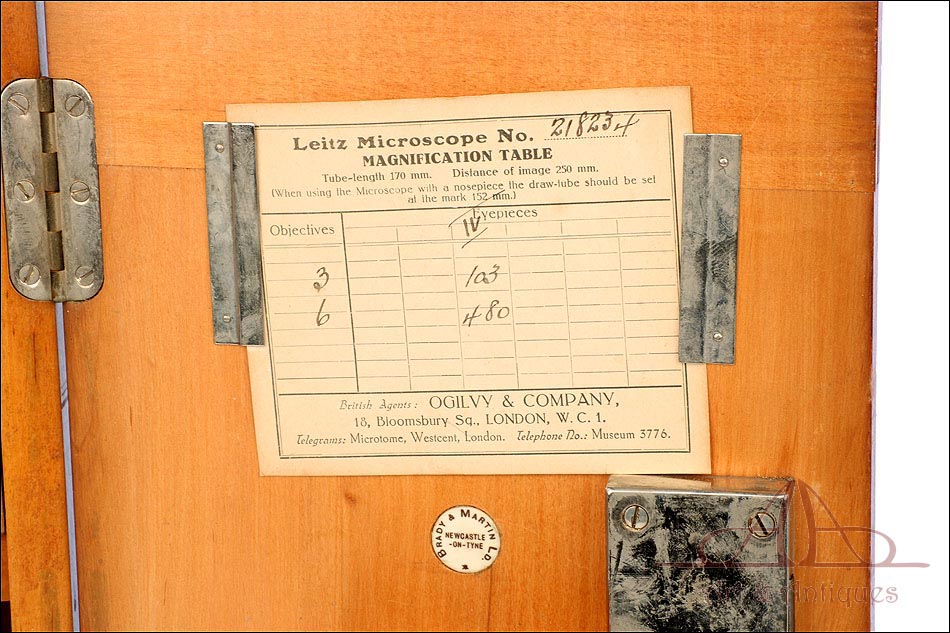 Leitz Microscope No. 218234
MAGNIFICATION TABLE
Tube-length 170 mm. Distance of image 250 mm.
(When using the Microscope with a nosepiece the draw-tube should be set
at the mark 152 mm.)
Objectives
Eyepieces
IV
3 103
6 480
British Agents: OGILVY & COMPANY,
18, Bloomsbury Sq., LONDON, W. C. 1.
Telegrams: Microtome, Westcent, London. Telephone No.: Museum 3776.
BRADY & MARTIN LD.
NEWCASTLE
-ON-TYNE
Antiques